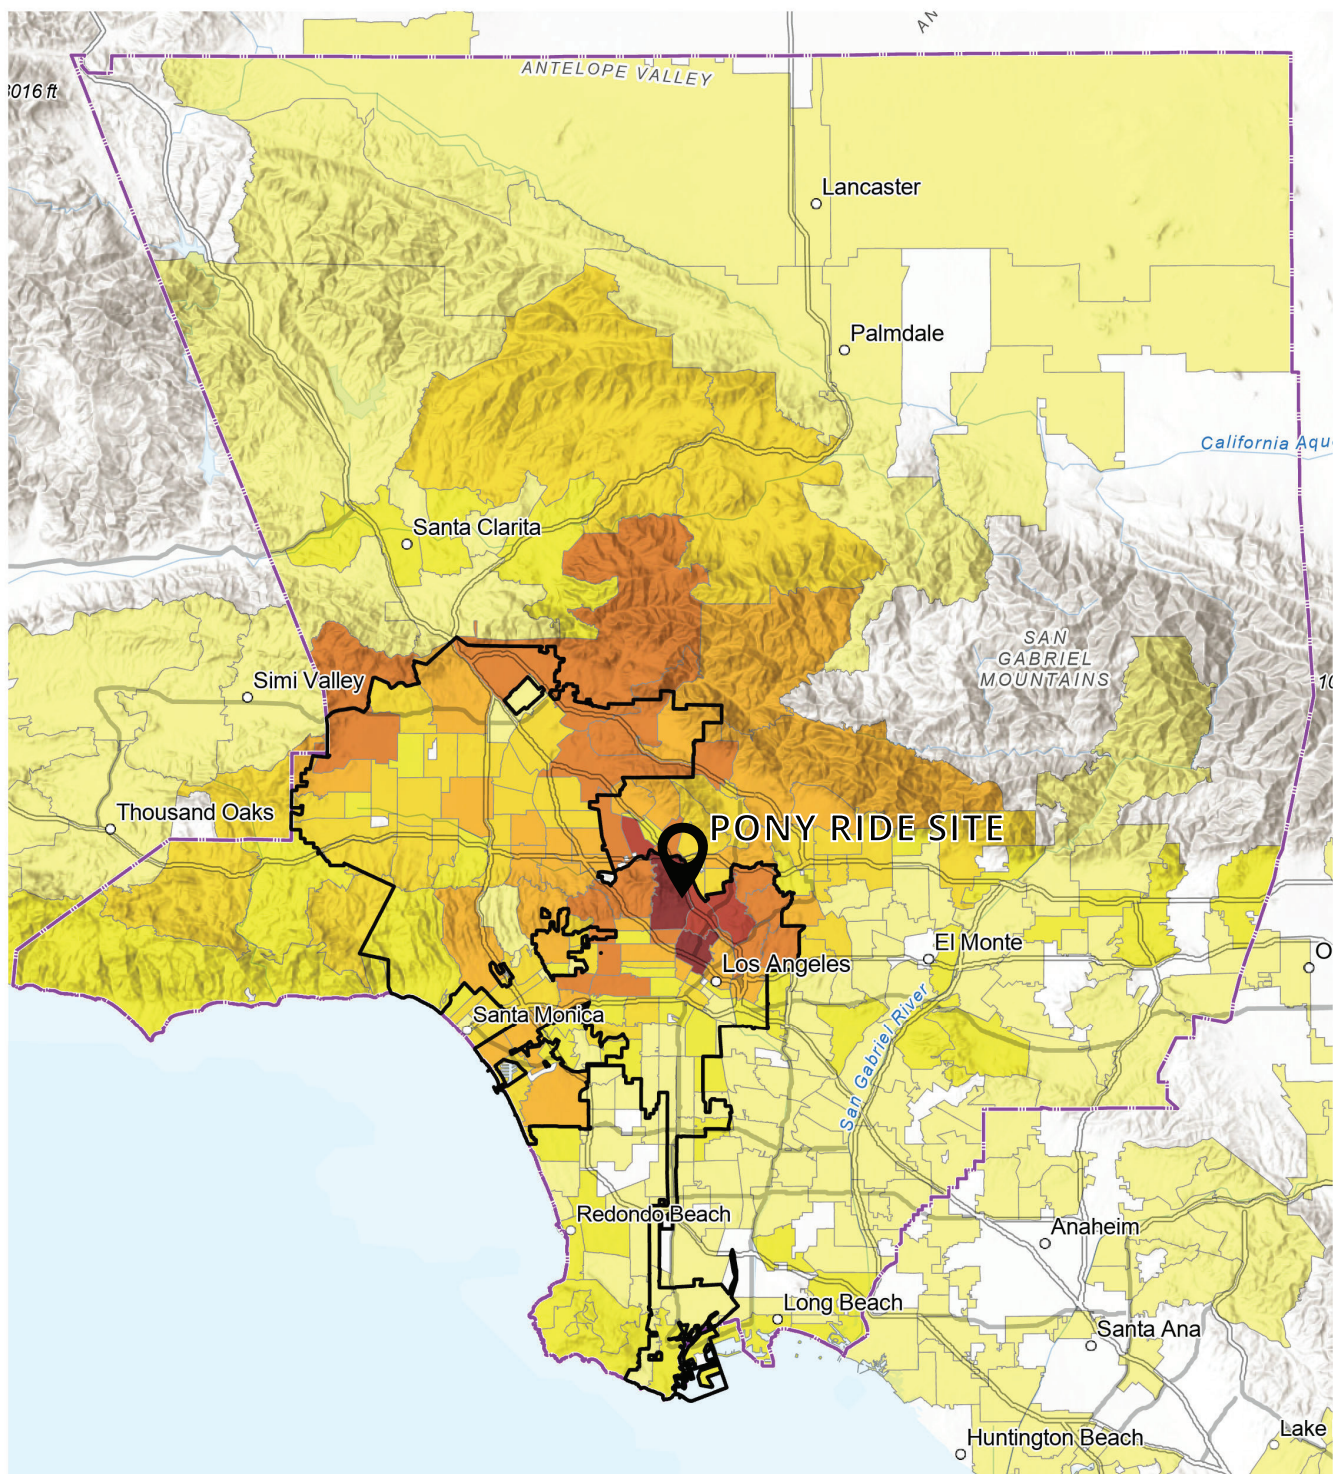 AN
ANTELOPE VALLEY
3016 ft
Lancaster
Palmdale
California Aqu
Santa Clarita
SAN
GABRIEL
MOUNTAINS
Simi Valley
10
Thousand Oaks
PONY RIDE SITE
El Monte
O
Los Angeles
San Gabriel River
Santa Monica
Redondo Beach
Anaheim
Long Beach
Santa Ana
Huntington Beach
Lake